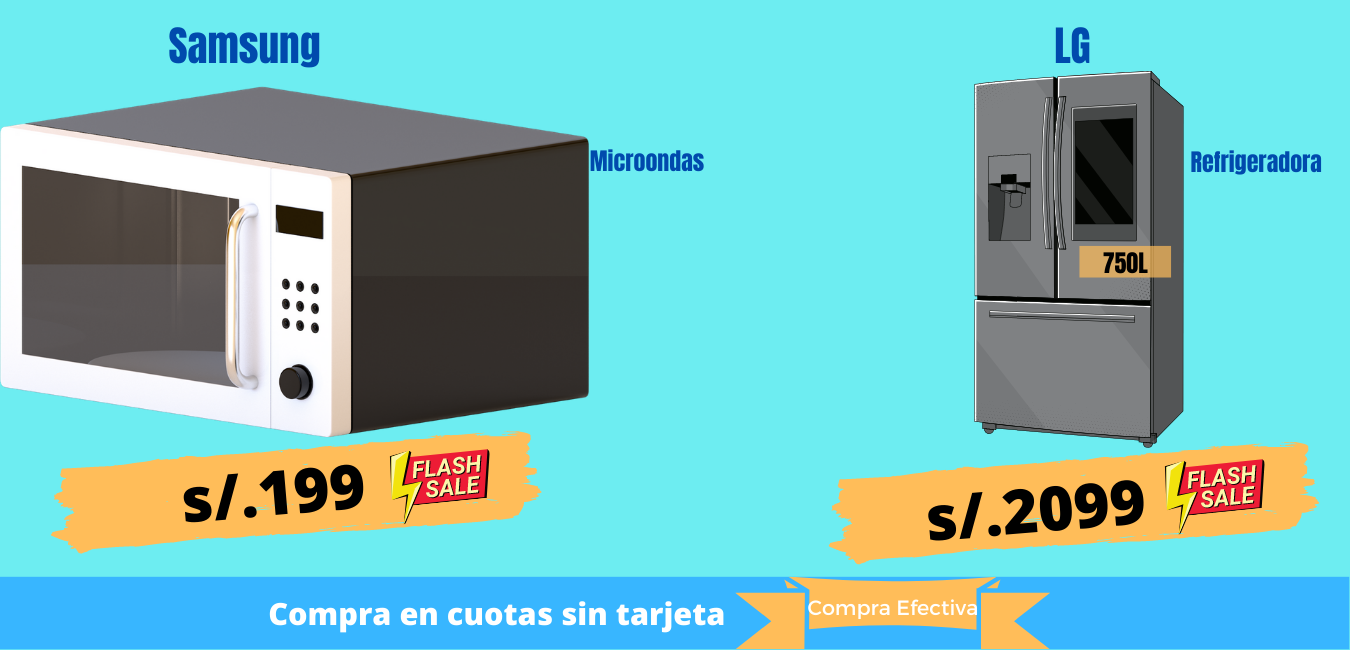 Samsung
Microondas
s/.199
FLASH
SALE
LG
Refrigeradora
750L
s/.2099
FLASH
SALE
Compra en cuotas sin tarjeta
Compra Efectiva